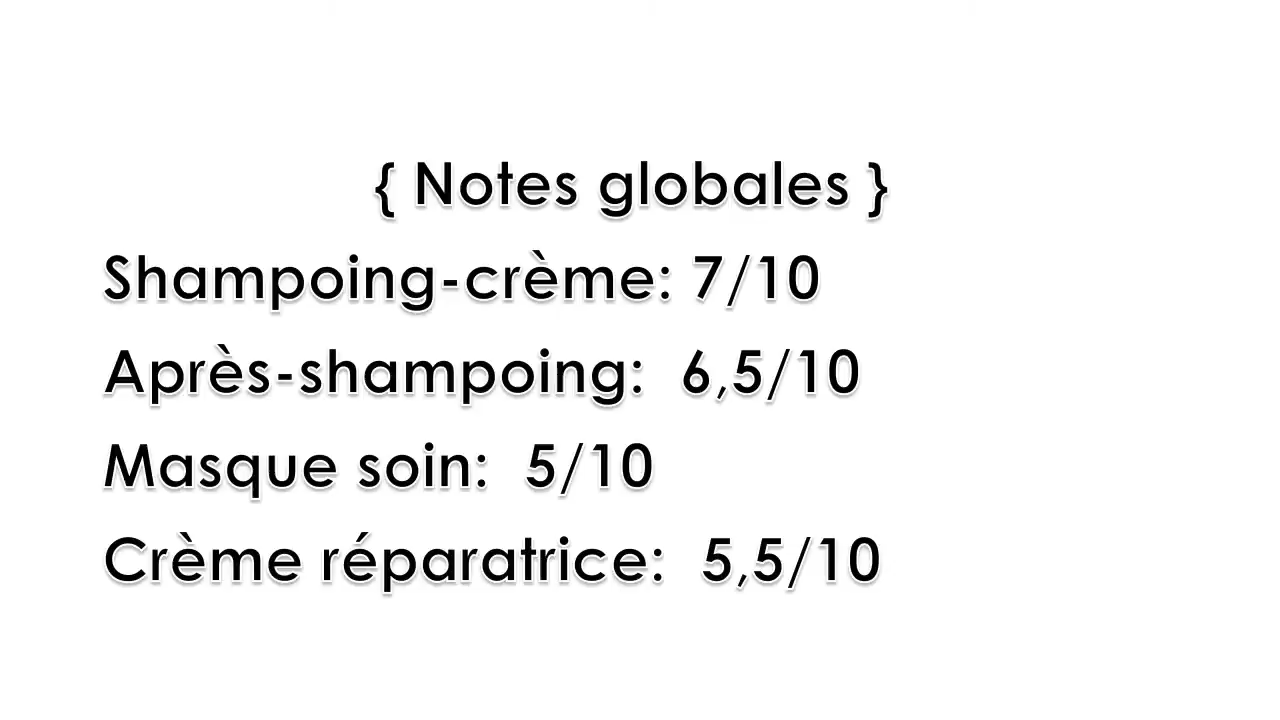 { Notes globales }
Shampoing-crème: 7/10
Après-shampoing: 6,5/10
Masque soin: 5/10
Crème réparatrice: 5,5/10